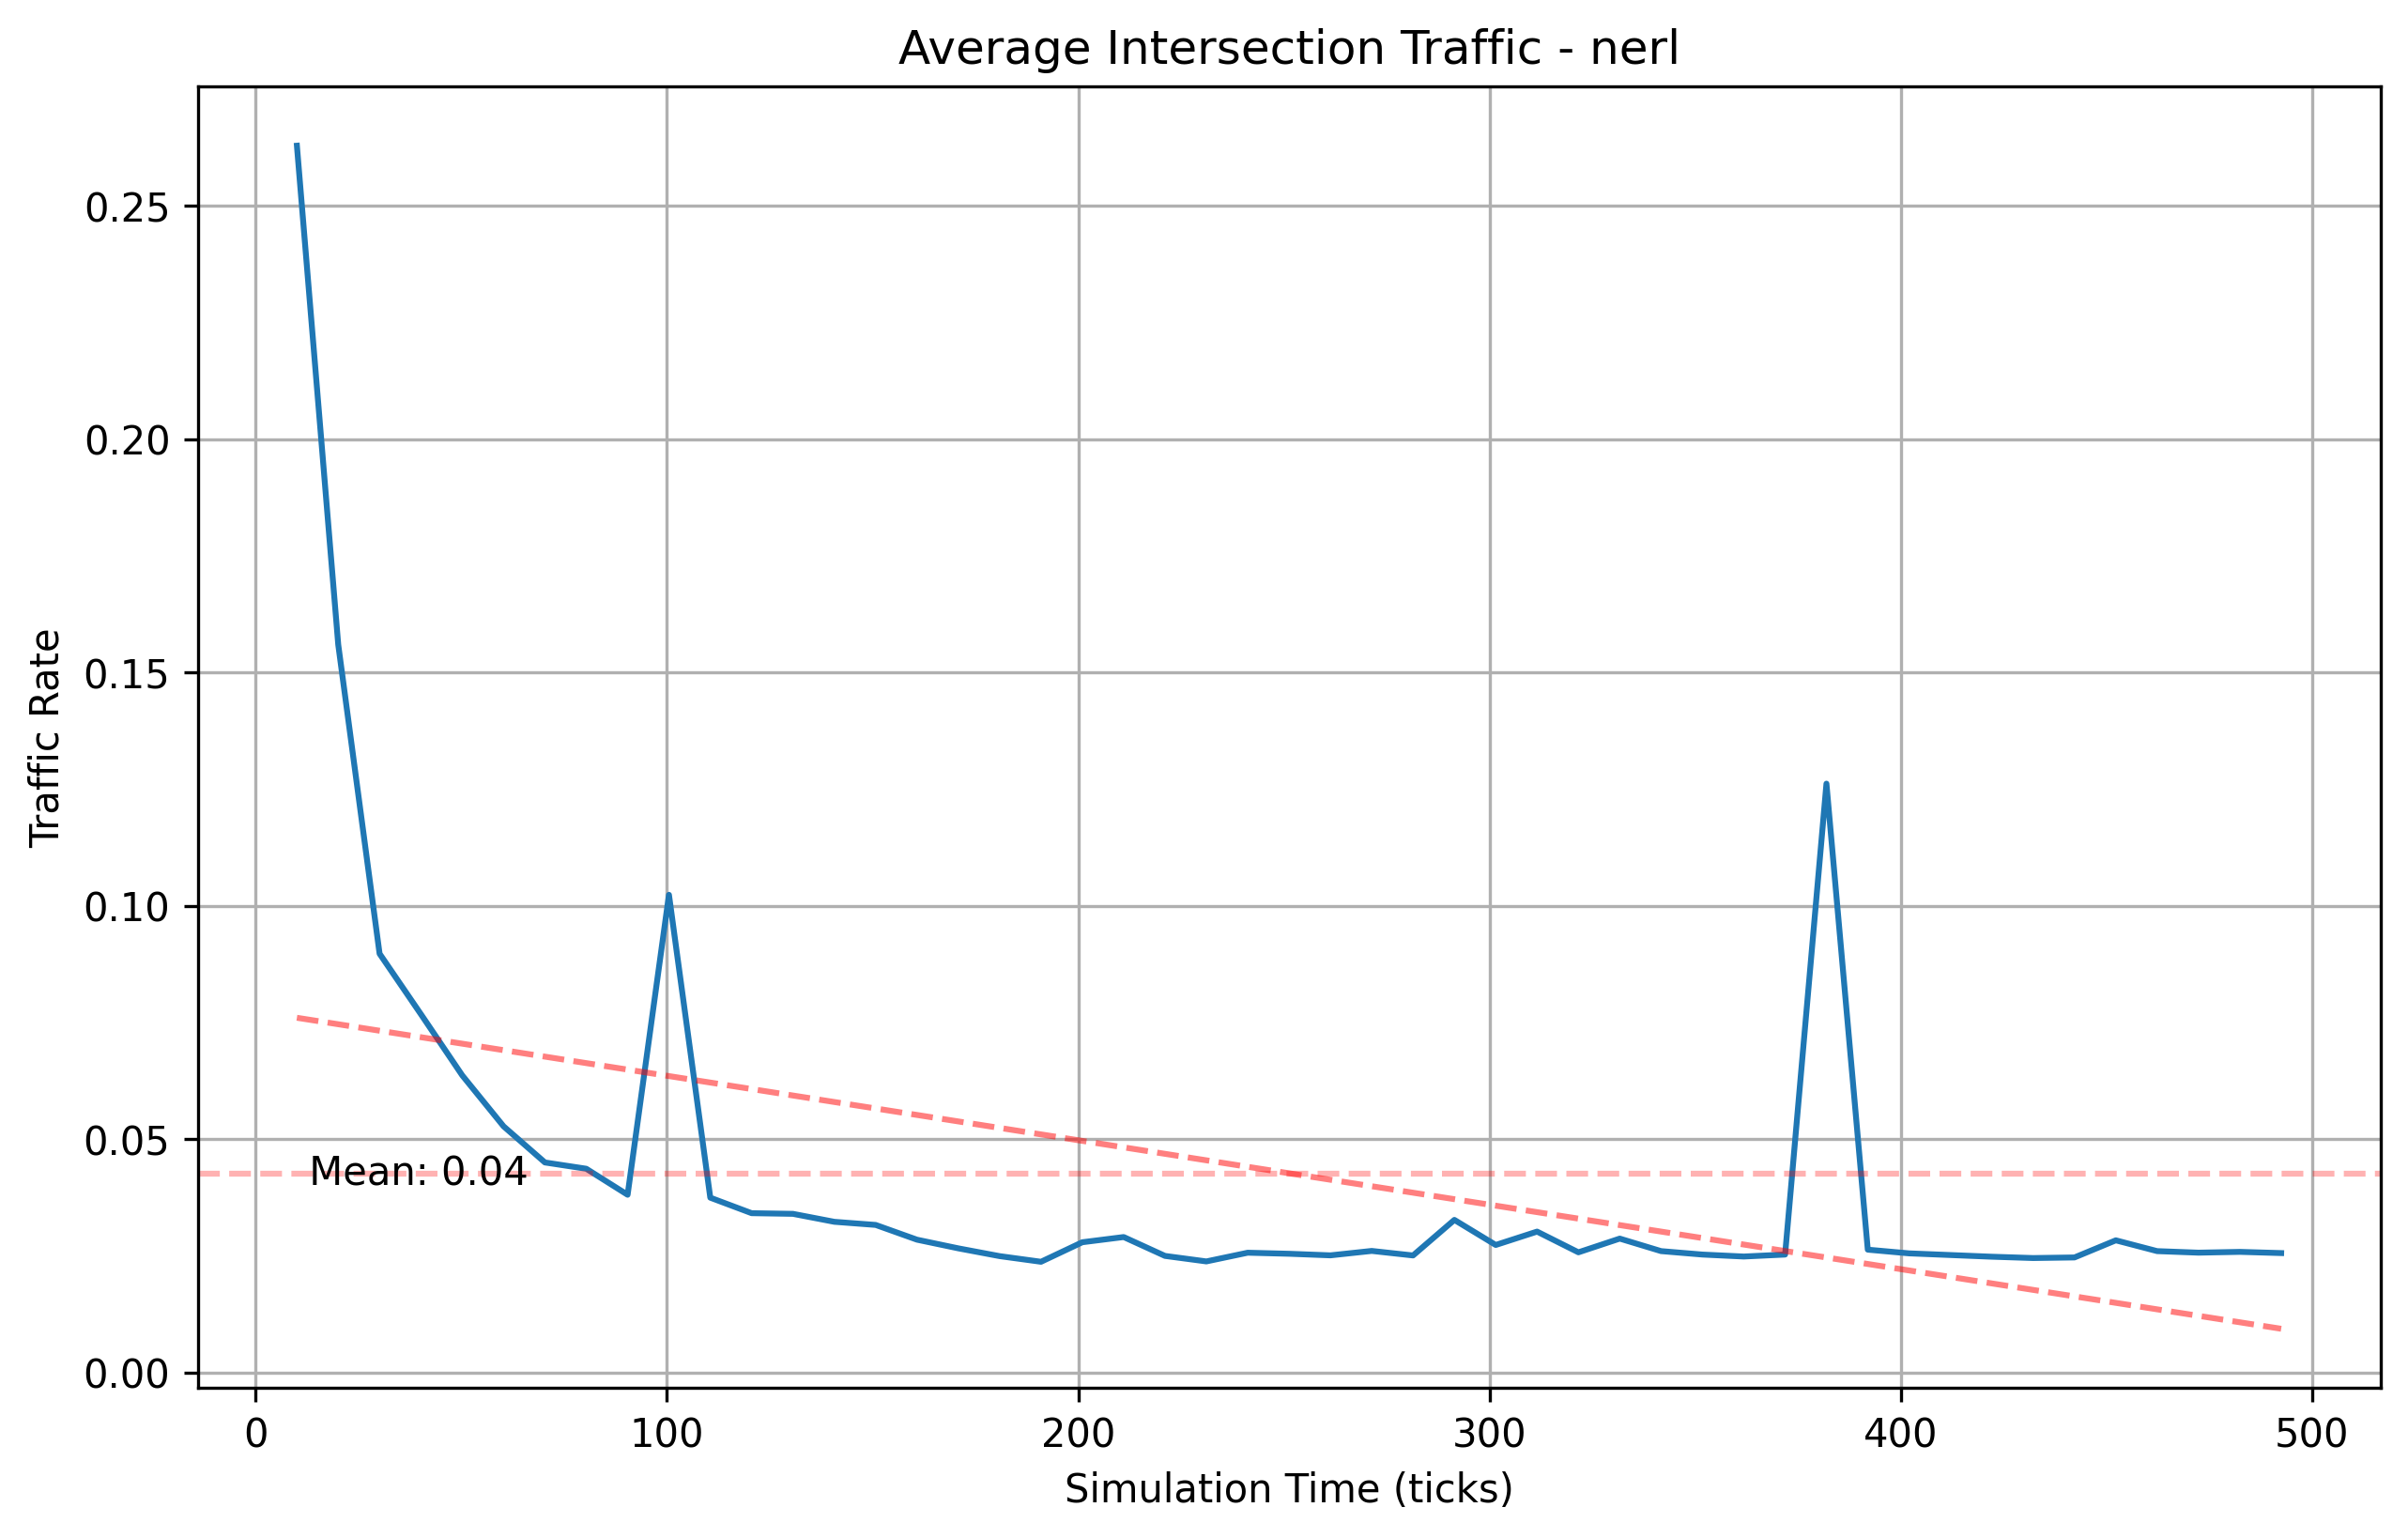 Average Intersection Traffic - nerl
Traffic Rate
0.25
0.20
0.15
0.10
0.05
0.00
Mean: 0.04
0 100 200 300 400 500
Simulation Time (ticks)